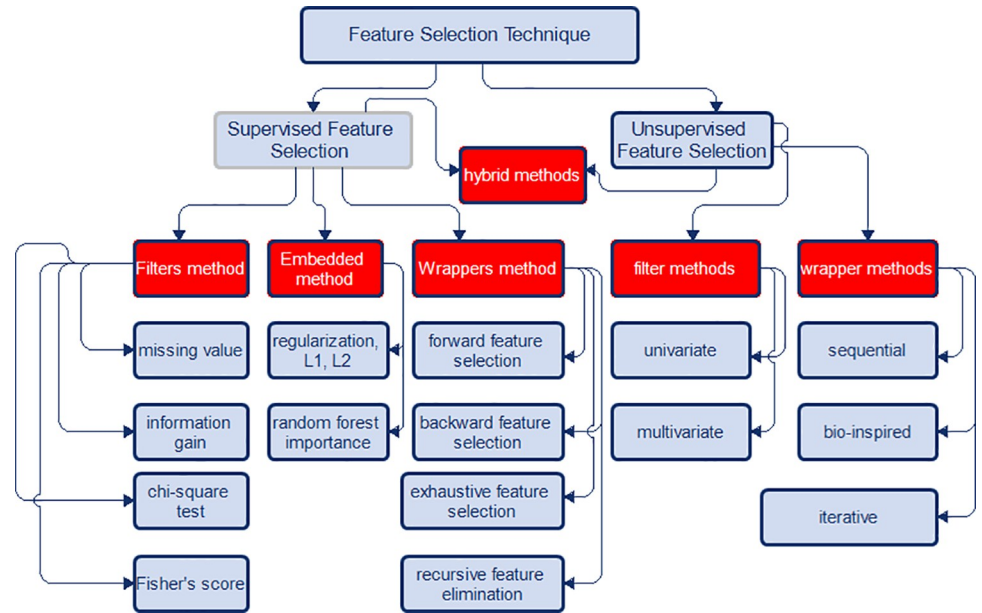 Feature Selection Technique
Supervised Feature
Selection
Unsupervised
Feature Selection
hybrid methods
Filters method
Embedded
method
Wrappers method
filter methods
wrapper methods
missing value
regularization,
L1, L2
forward feature
selection
univariate
sequential
information
gain
random forest
importance
backward feature
selection
multivariate
bio-inspired
chi-square
test
exhaustive feature
selection
iterative
Fisher's score
recursive feature
elimination